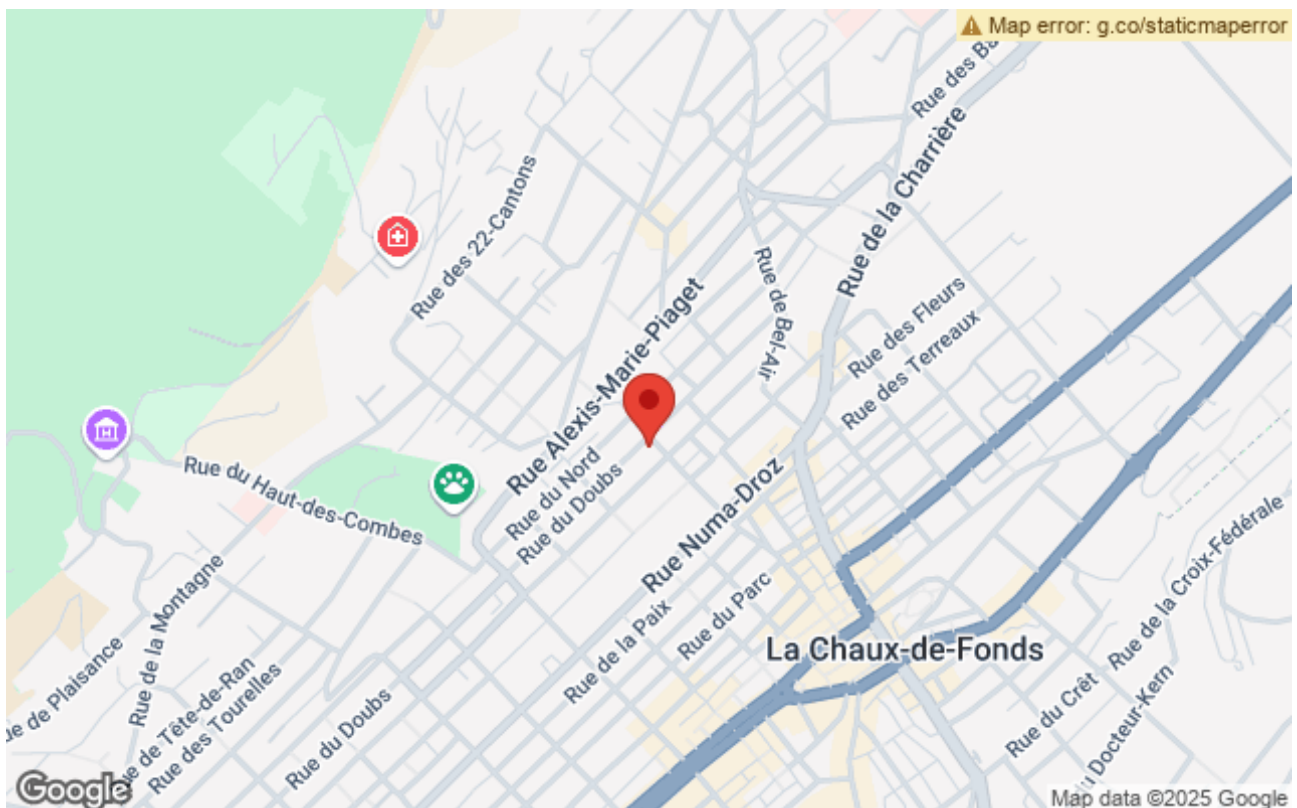 Map error: g.co/staticmaperror
Rue des Ba
Rue de la Charrière
Rue des 22-Cantons
Rue de Bel-Air
Rue des Fleurs
Rue Alexis-Marie-Piaget
Rue des Terreaux
Rue du Haut-des-Combes
Rue du Nord
Rue du Doubs
Rue Numa-Droz
Rue de la Croix-Fédérale
Rue de la Montagne
Rue de la Paix
Rue du Parc
La Chaux-de-Fonds
ue de Plaisance
ue de Tête-de-Ran
Rue des Tourelles
Rue du Doubs
Rue du Crêt
du Docteur-Kern
Google
Map data ©2025 Google